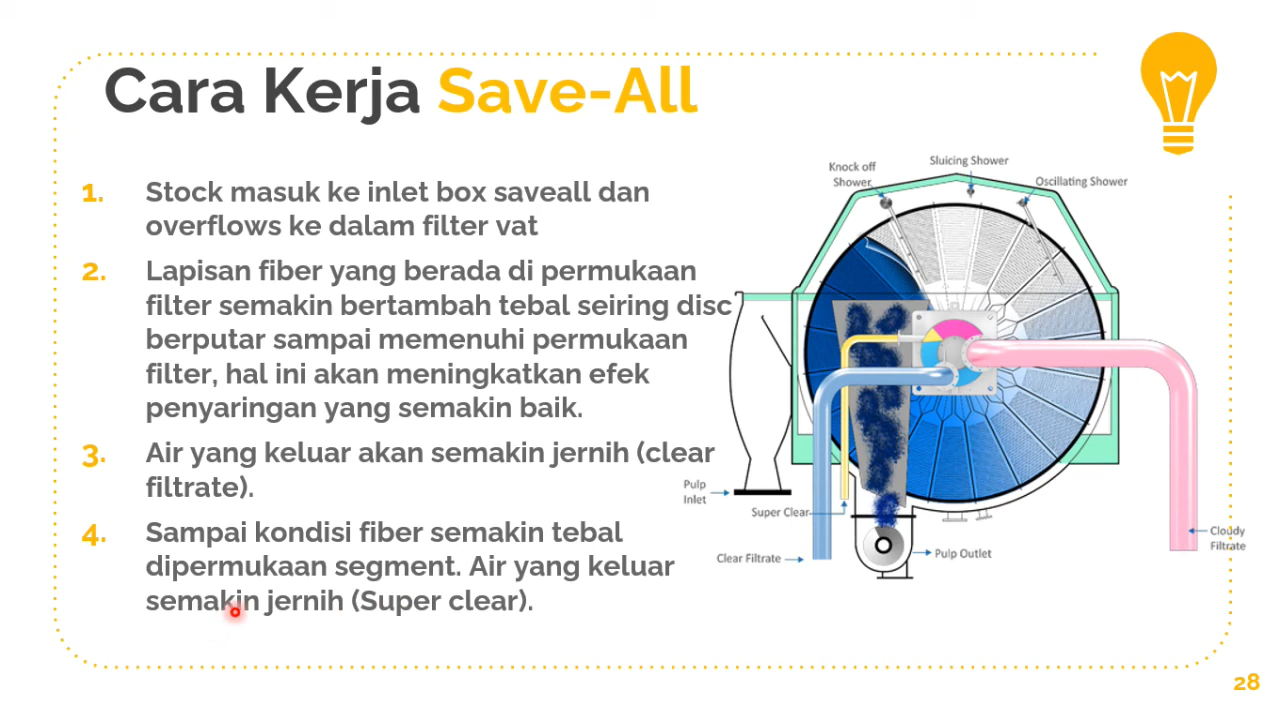 Cara Kerja Save-All
1. Stock masuk ke inlet box saveall dan
overflows ke dalam filter vat
2. Lapisan fiber yang berada di permukaan
filter semakin bertambah tebal seiring disc
berputar sampai memenuhi permukaan
filter, hal ini akan meningkatkan efek
penyaringan yang semakin baik.
3. Air yang keluar akan semakin jernih (clear
filtrate).
4. Sampai kondisi fiber semakin tebal
dipermukaan segment. Air yang keluar
semakin jernih (Super clear).
Knock off
Shower
Sluicing Shower
Oscillating Shower
Pulp
Inlet
Super Clear
Clear Filtrate
Pulp Outlet
Cloudy
Filtrate
28